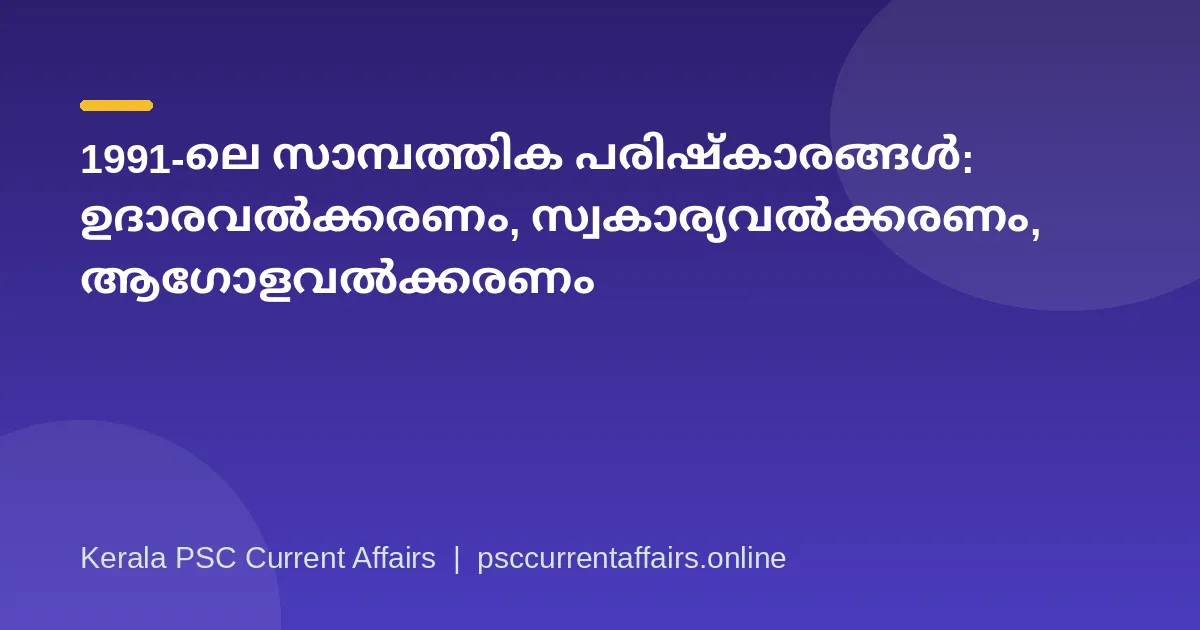 1991-ലെ സാമ്പത്തിക പരിഷ്കാരങ്ങൾ:
ഉദാരവൽക്കരണം, സ്വകാര്യവൽക്കരണം,
ആഗോളവൽക്കരണം
Kerala PSC Current Affairs | psccurrentaffairs.online